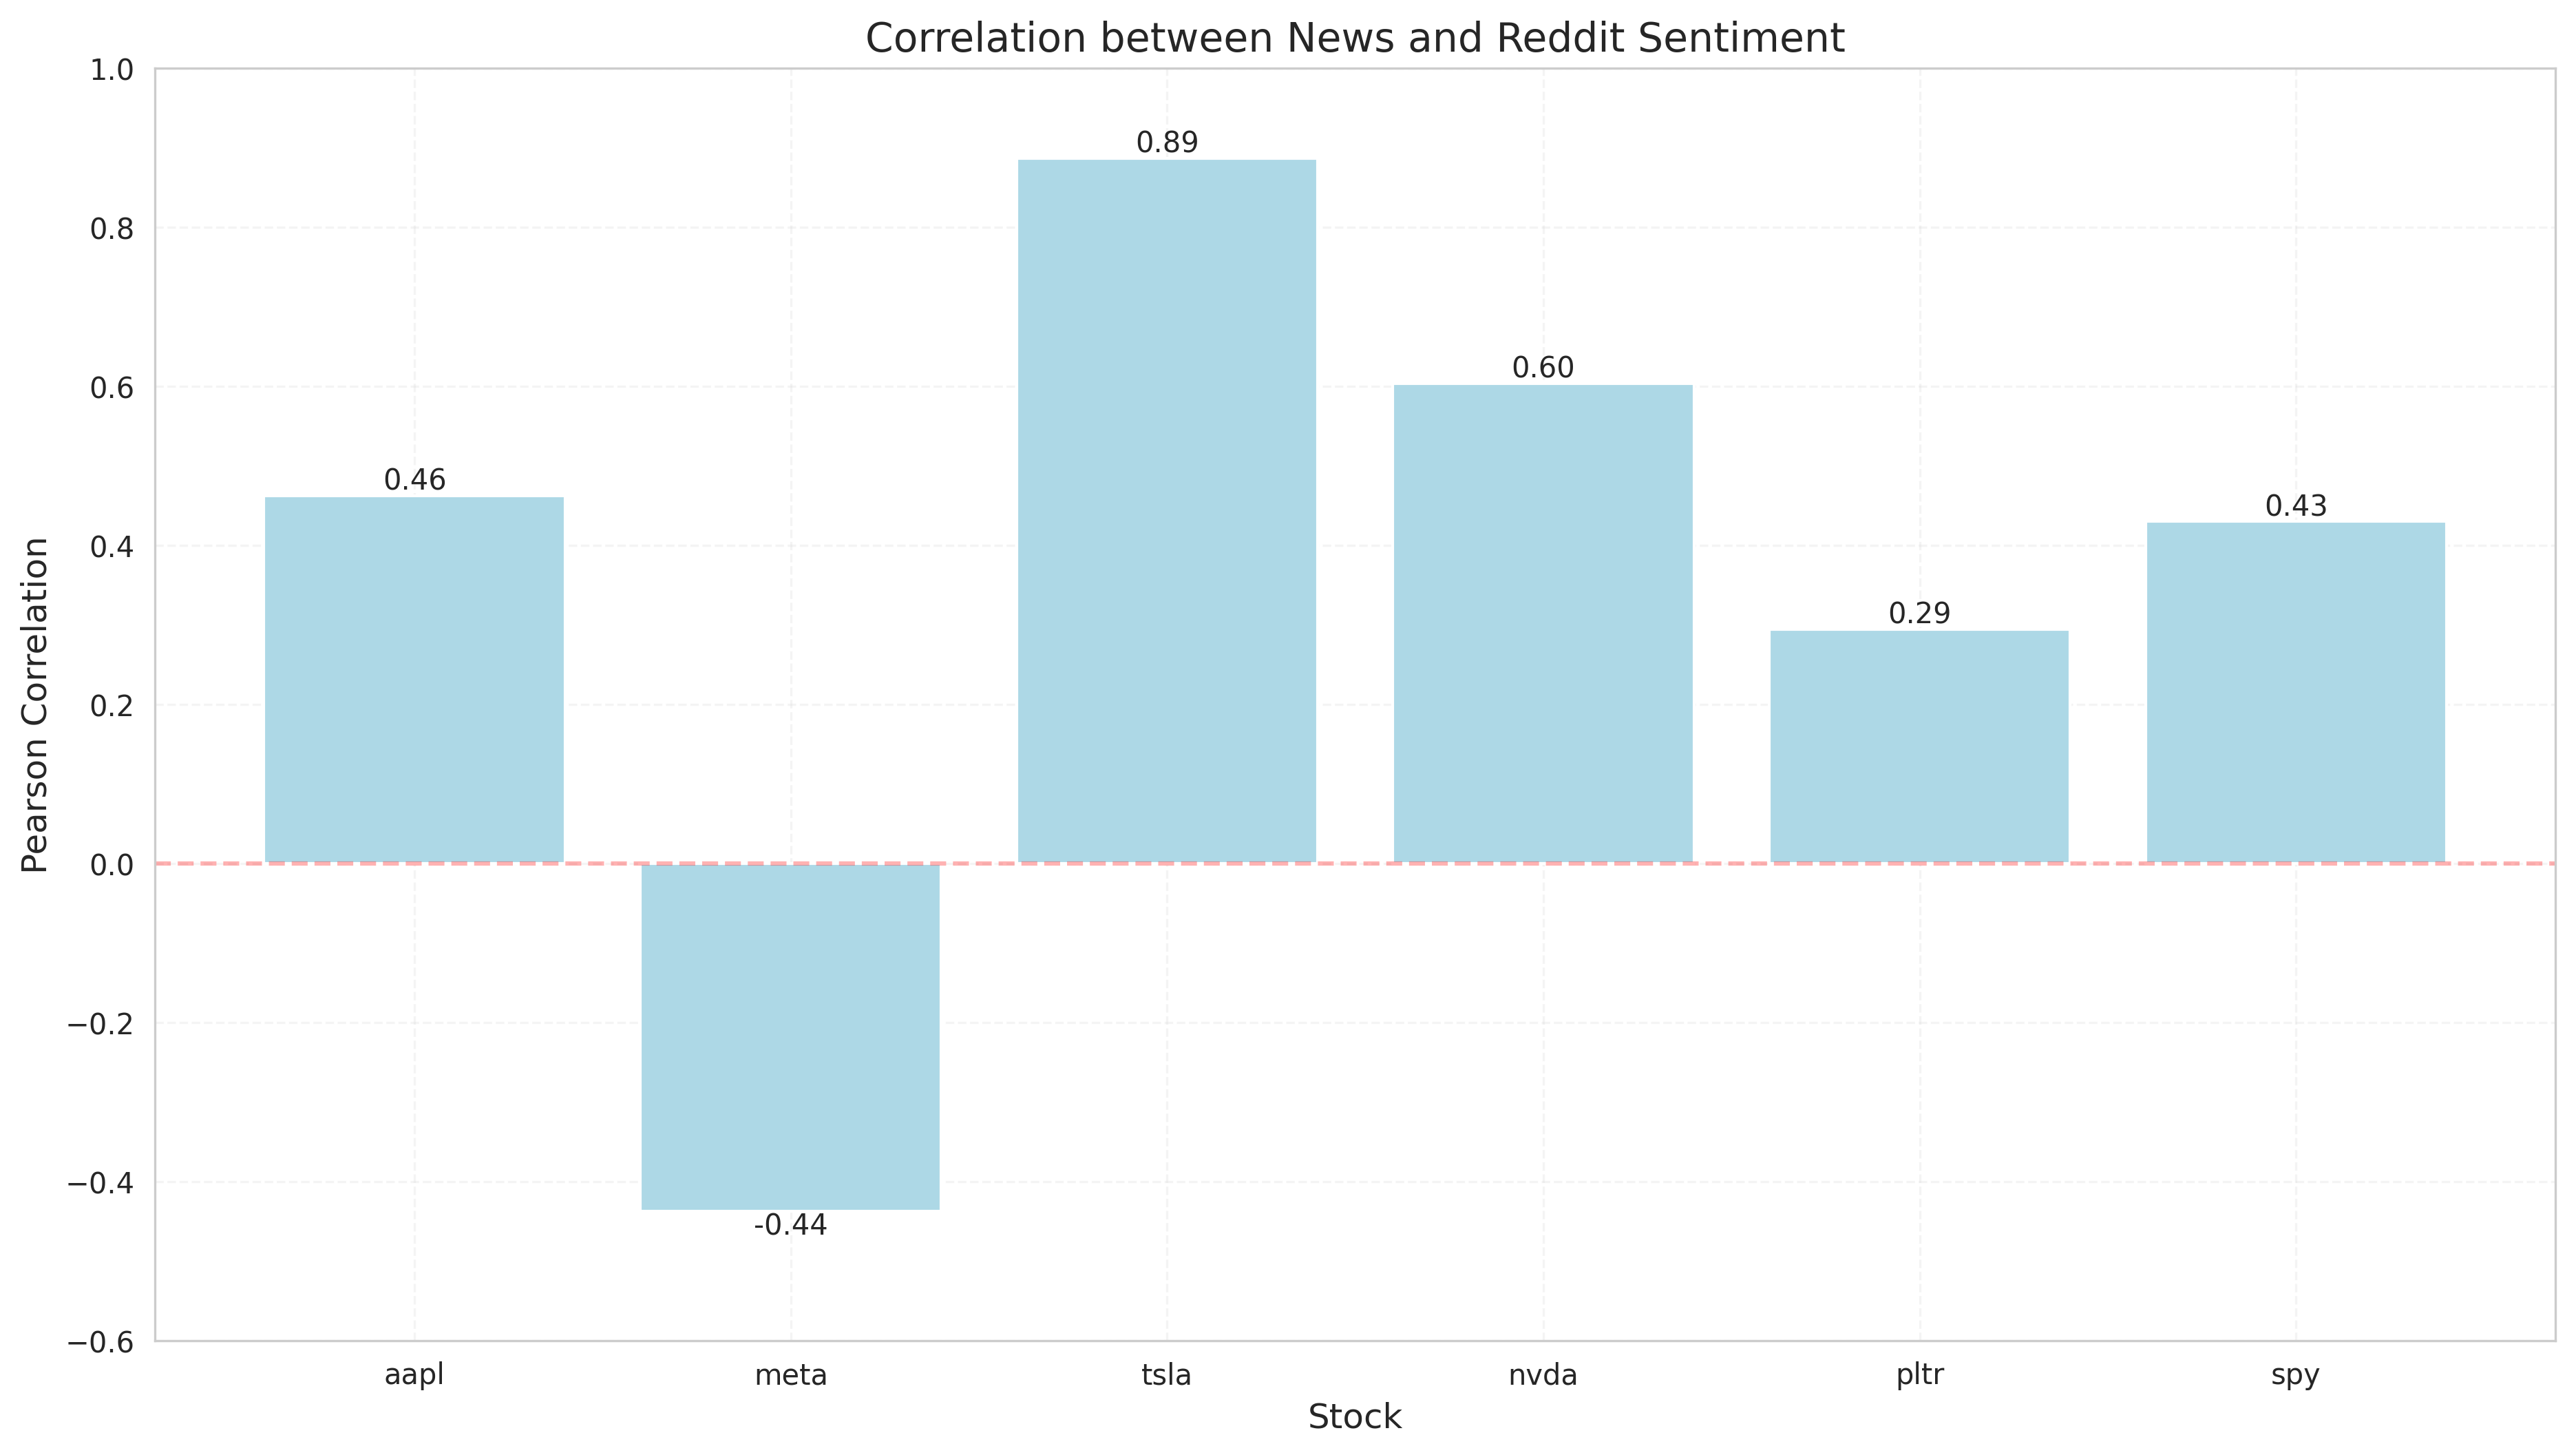 Correlation between News and Reddit Sentiment
1.0
0.8
0.6
0.4
0.2
0.0
−0.2
−0.4
−0.6
Pearson Correlation
0.46
-0.44
0.89
0.60
0.29
0.43
aapl
meta
tsla
nvda
pltr
spy
Stock